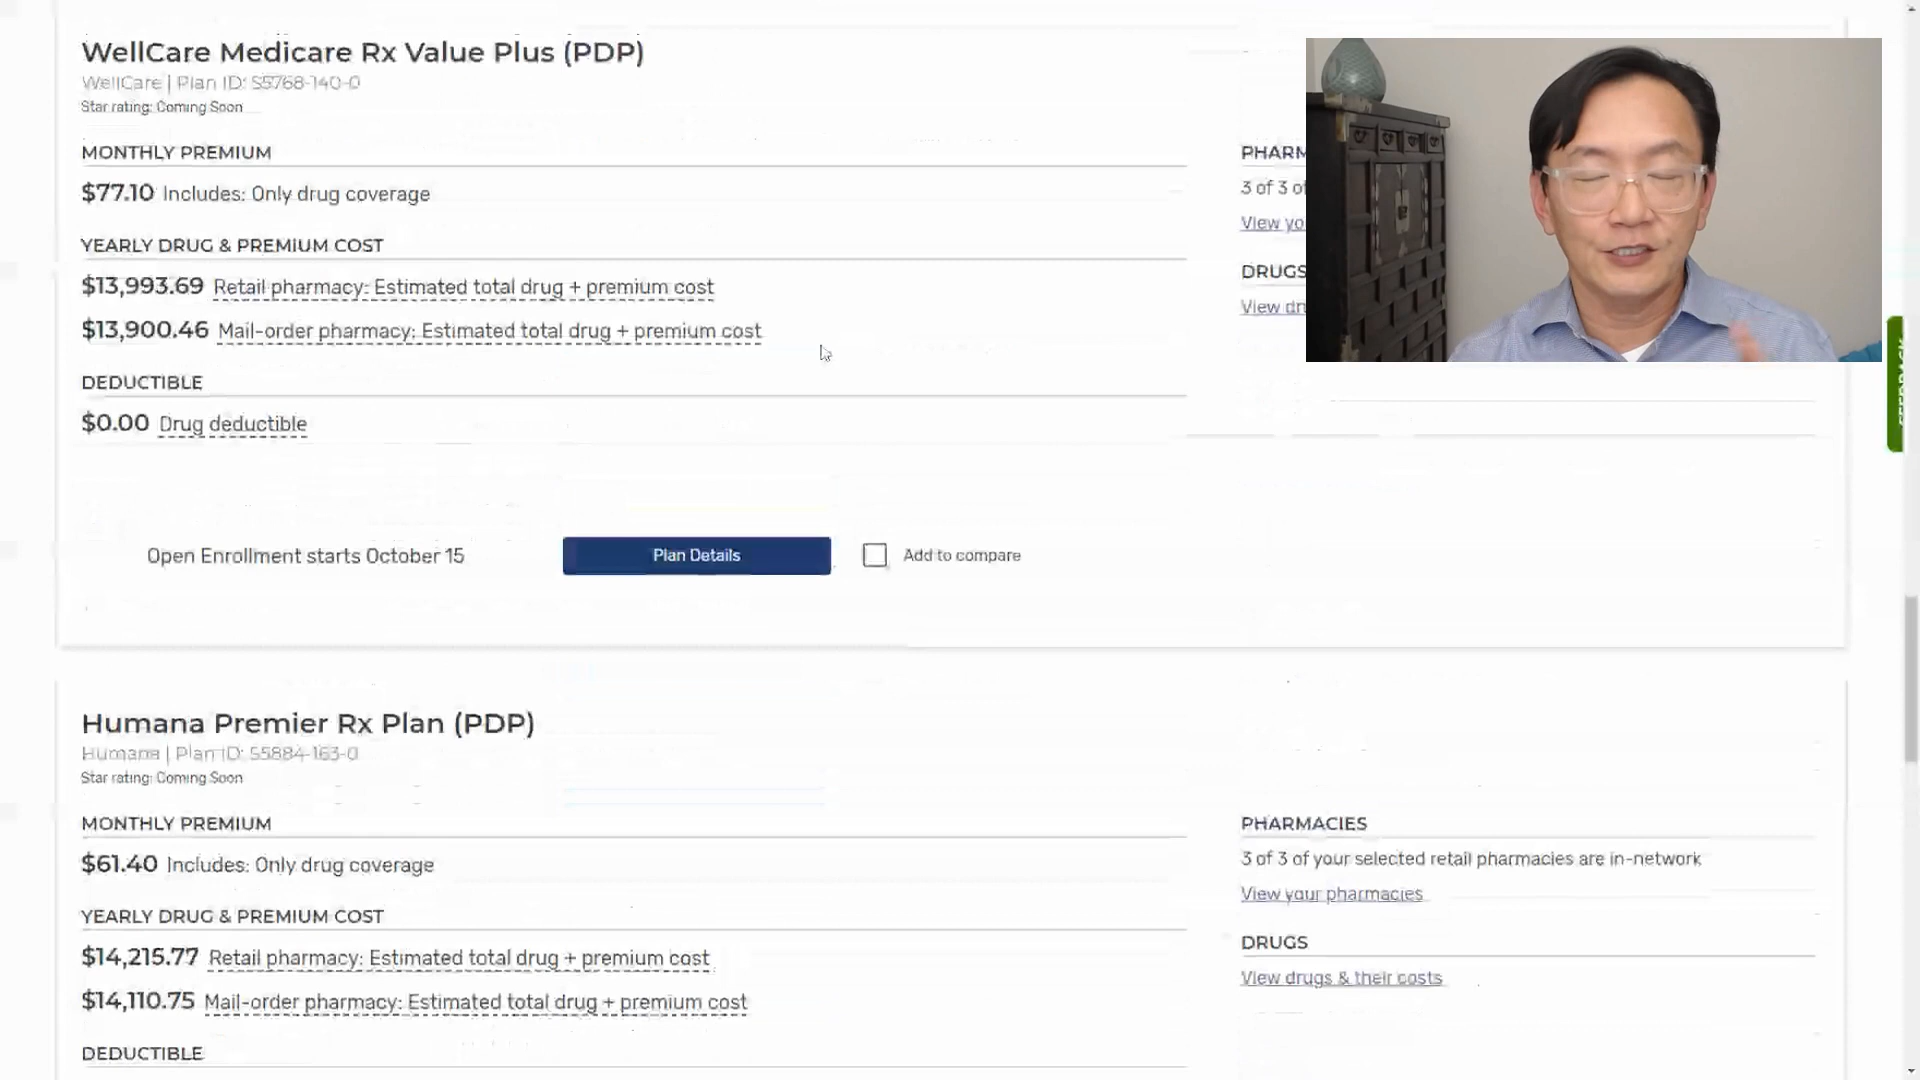 WellCare Medicare Rx Value Plus (PDP)
WellCare | Plan ID: S5768-140-0
Star rating: Coming Soon
MONTHLY PREMIUM
$77.10 Includes: Only drug coverage
YEARLY DRUG & PREMIUM COST
$13,993.69 Retail pharmacy: Estimated total drug + premium cost
$13,900.46 Mail-order pharmacy: Estimated total drug + premium cost
DEDUCTIBLE
$0.00 Drug deductible
PHARM
3 of 3 of
View yo
DRUGS
View dr
FEEDBACK
Open Enrollment starts October 15
Plan Details
Add to compare
Humana Premier Rx Plan (PDP)
Humana | Plan ID: S5884-163-0
Star rating: Coming Soon
MONTHLY PREMIUM
$61.40 Includes: Only drug coverage
YEARLY DRUG & PREMIUM COST
$14,215.77 Retail pharmacy: Estimated total drug + premium cost
$14,110.75 Mail-order pharmacy: Estimated total drug + premium cost
DEDUCTIBLE
PHARMACIES
3 of 3 of your selected retail pharmacies are in-network
View your pharmacies
DRUGS
View drugs & their costs